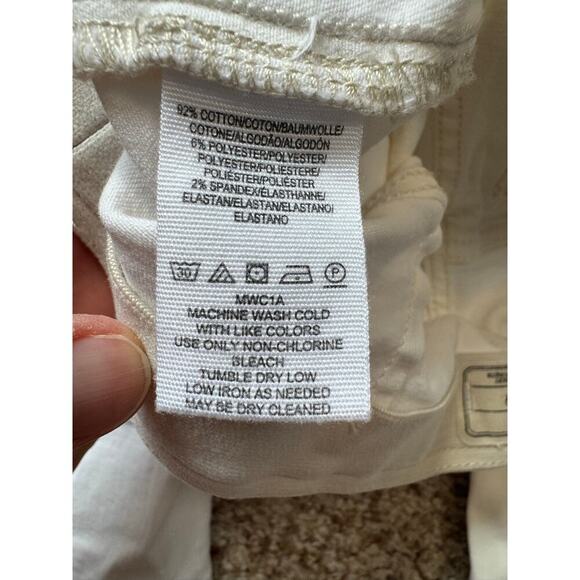 92% COTTON/COTON/BAUMWOLLE/
COTONE/ALGODÃO/ALGODÓN
6% POLYESTER/POLYESTER/
POLYESTER/POLIESTERE/
POLIÉSTER/POLIÉSTER
2% SPANDEX/ÉLASTHANNE/
ELASTAN/ELASTAN/ELASTANO/
ELASTANO
30 P
MWC1A
MACHINE WASH COLD
WITH LIKE COLORS
USE ONLY NON-CHLORINE
BLEACH
TUMBLE DRY LOW
LOW IRON AS NEEDED
MAY BE DRY CLEANED